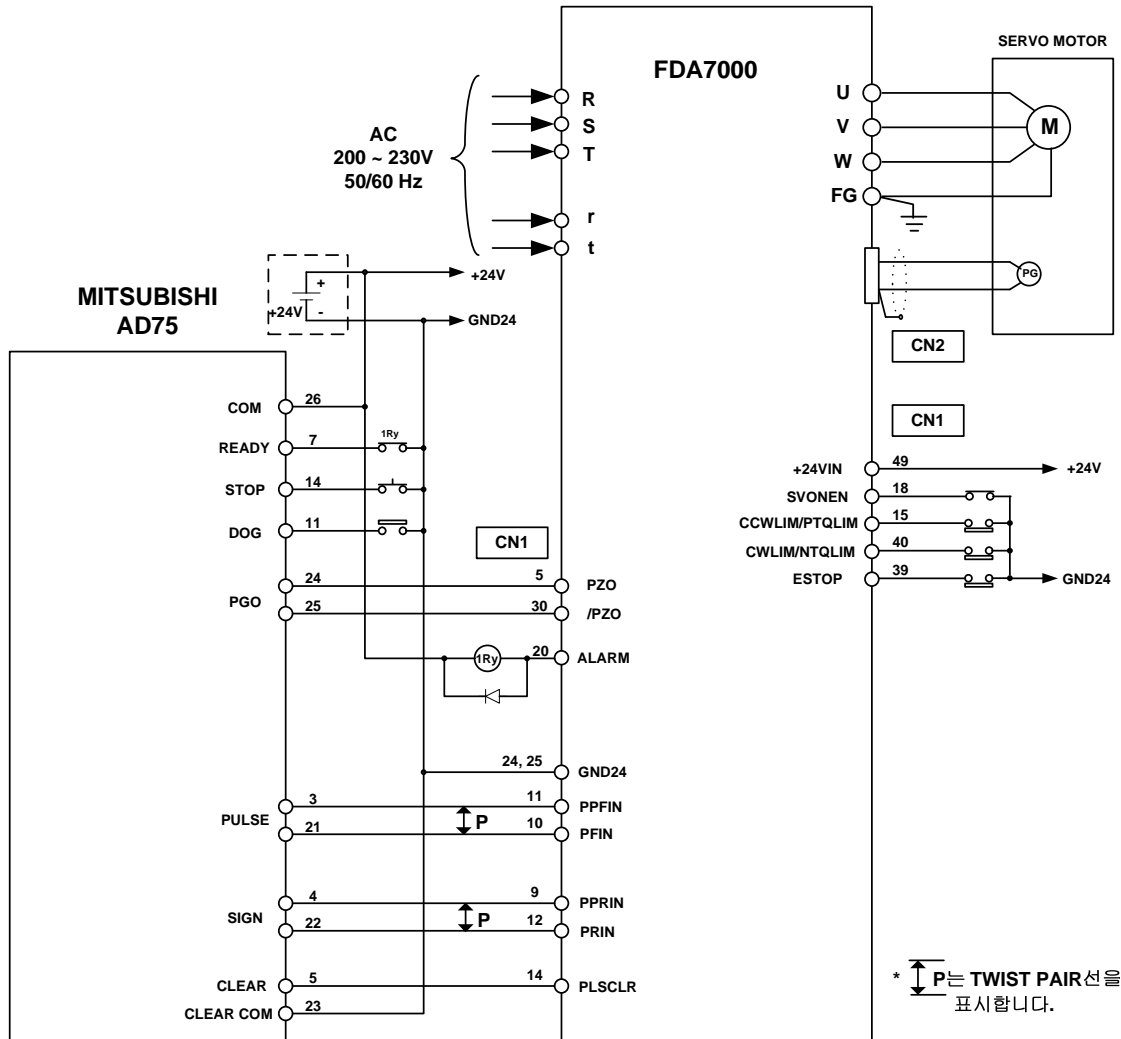 SERVO MOTOR
FDA7000
R
S
T
r
t
AC
200 ~ 230V
50/60 Hz
U
V
W
FG
M
PG
CN2
CN1
+
+24V
-
+24V
GND24
MITSUBISHI
AD75
COM
26
READY
7
1Ry
STOP
14
DOG
11
CN1
PGO
24
25
5
PZO
30
/PZO
1Ry
20
ALARM
24, 25
GND24
PULSE
3
21
P
11
PPFIN
10
PFIN
SIGN
4
22
P
9
PPRIN
12
PRIN
CLEAR
5
14
PLSCLR
CLEAR COM
23
+24VIN
49
+24V
SVONEN
18
CCWLIM/PTQLIM
15
CWLIM/NTQLIM
40
ESTOP
39
GND24
* P는 TWIST PAIR선을
표시합니다.